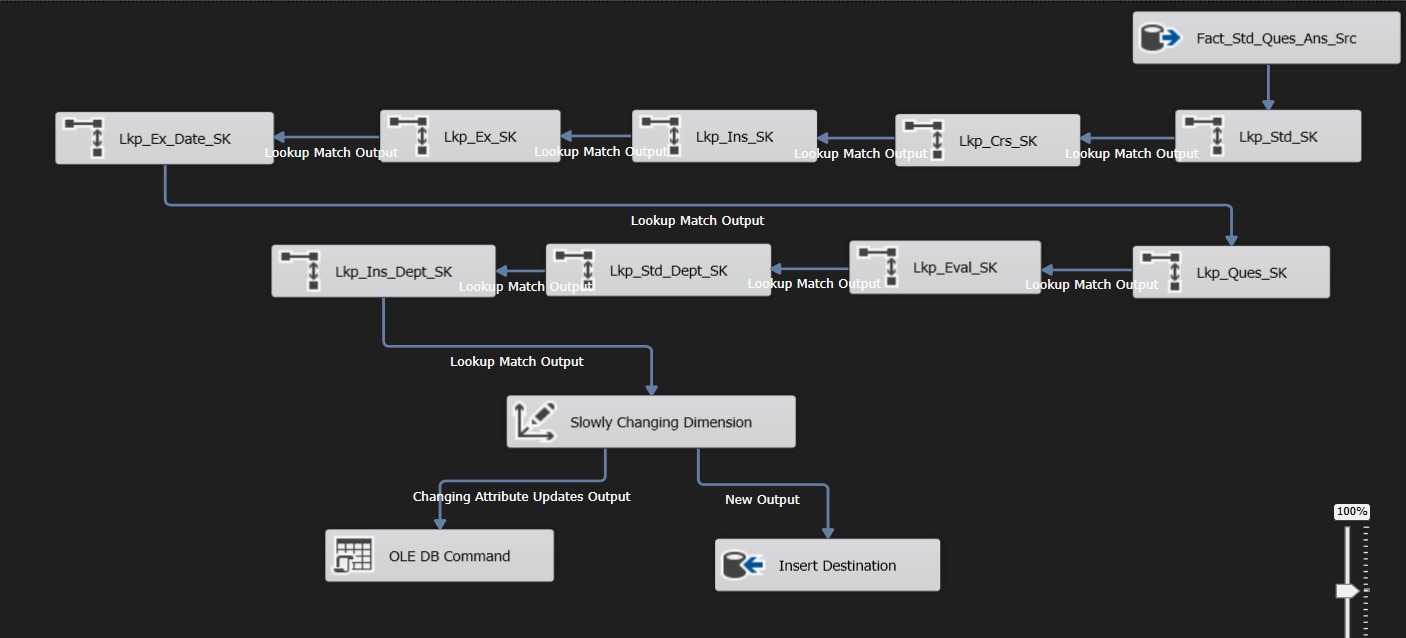 Fact_Std_Ques_Ans_Src
Lkp_Ex_Date_SK
Lookup Match Output
Lkp_Ex_SK
Lookup Match Output
Lkp_Ins_SK
Lookup Match Output
Lkp_Crs_SK
Lookup Match Output
Lkp_Std_SK
Lookup Match Output
Lkp_Ins_Dept_SK
Lookup Match Output
Lkp_Std_Dept_SK
Lookup Match Output
Lkp_Eval_SK
Lookup Match Output
Lkp_Ques_SK
Lookup Match Output
Slowly Changing Dimension
Changing Attribute Updates Output
New Output
100%
OLE DB Command
Insert Destination